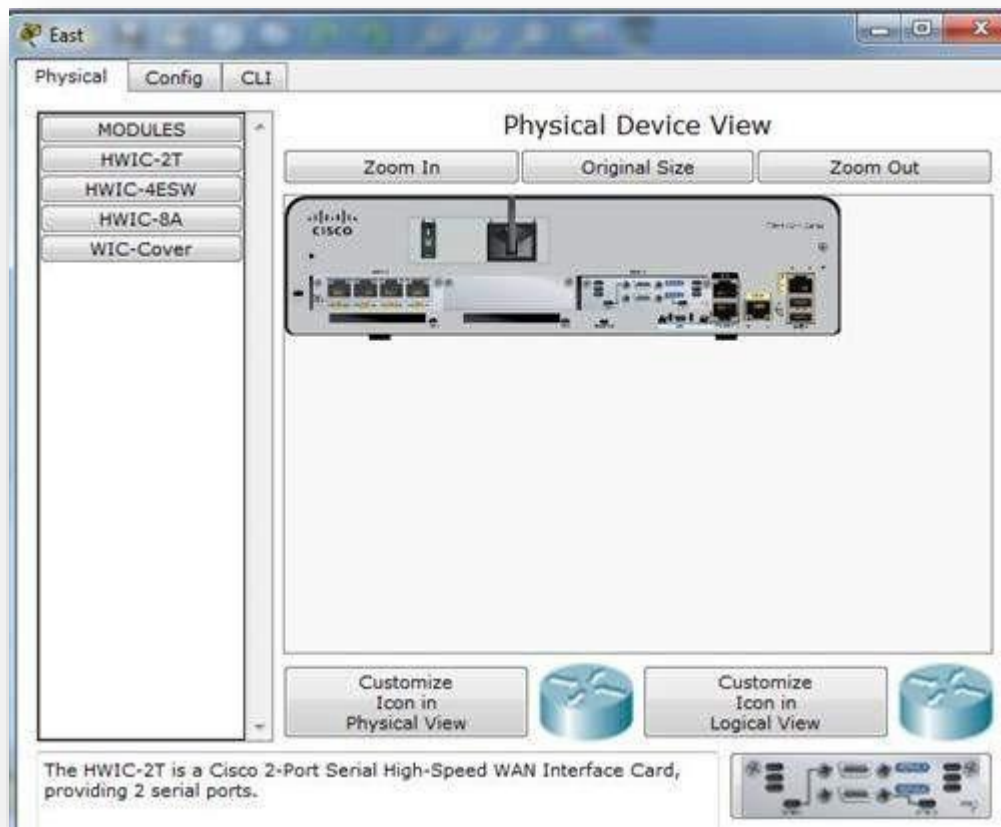 East
Physical
Config
CLI
MODULES
HWIC-2T
HWIC-4ESW
HWIC-8A
WIC-Cover
Physical Device View
Zoom In
Original Size
Zoom Out
CISCO
Customize
Icon in
Physical View
Customize
Icon in
Logical View
The HWIC-2T is a Cisco 2-Port Serial High-Speed WAN Interface Card,
providing 2 serial ports.